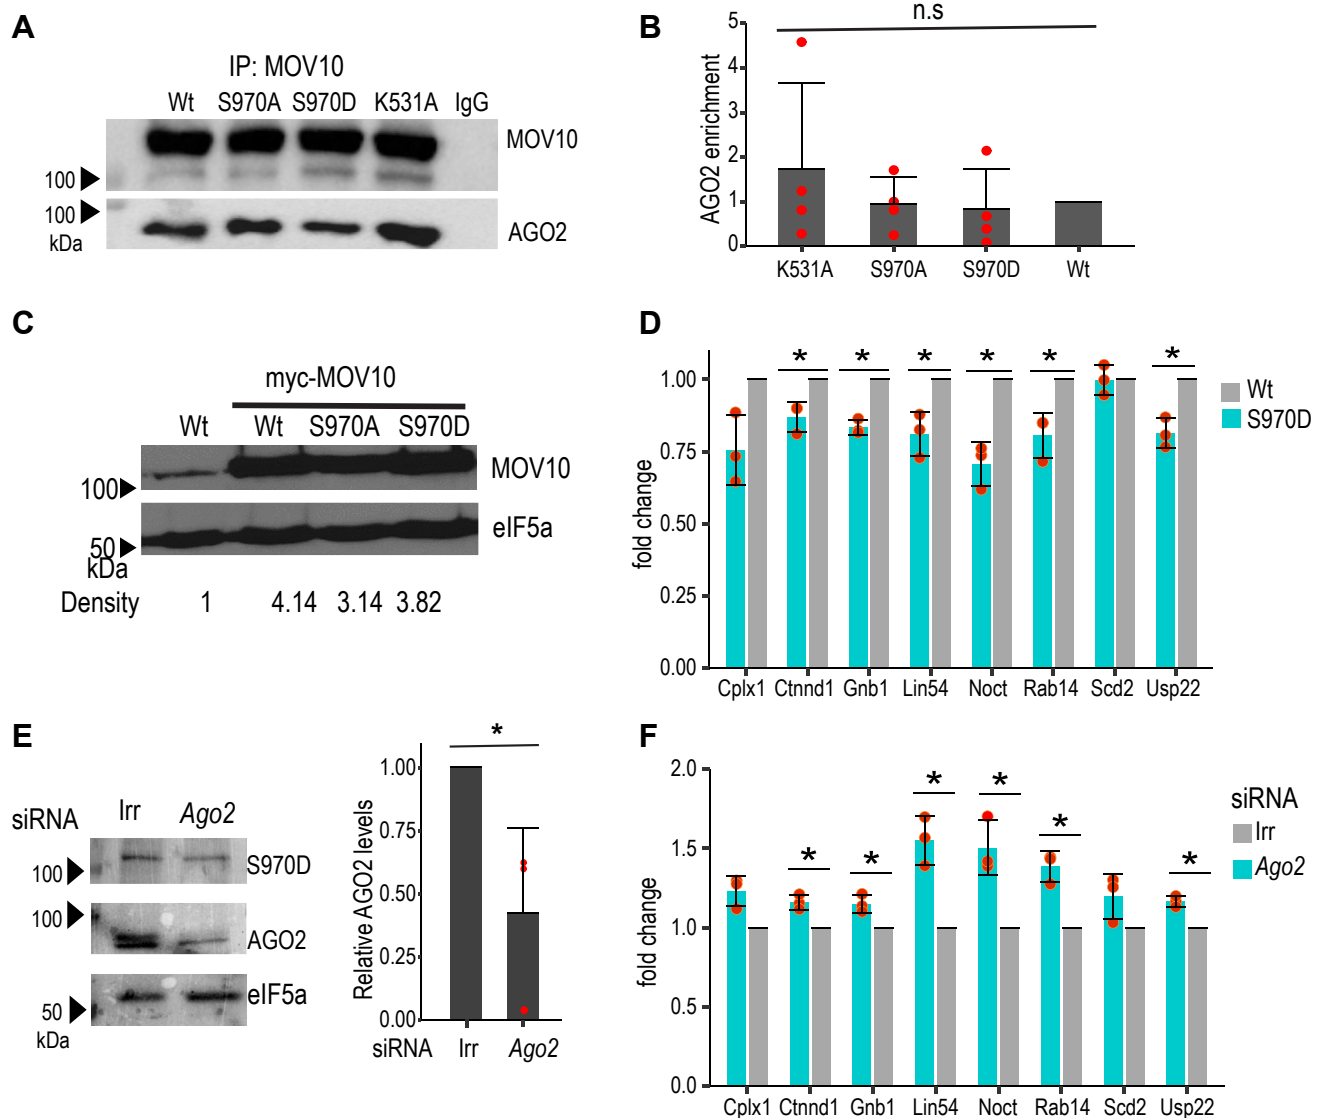 A
IP: MOV10
Wt S970A S970D K531A IgG
MOV10
100
100
kDa
AGO2
B
n.s
AGO2 enrichment
5
4
3
2
1
0
K531A S970A S970D Wt
C
myc-MOV10
Wt Wt S970A S970D
MOV10
100
eIF5a
50
kDa
Density 1 4.14 3.14 3.82
D
* * * * * *
fold change
1.00
0.75
0.50
0.25
0.00
Cplx1 Ctnnd1 Gnb1 Lin54 Noct Rab14 Scd2 Usp22
Wt
S970D
E
siRNA Irr Ago2
S970D
100
100
AGO2
eIF5a
50
kDa
*
Relative AGO2 levels
1.00
0.75
0.50
0.25
0.00
siRNA Irr Ago2
F
* * * * * *
fold change
2.0
1.5
1.0
0.5
0.0
Cplx1 Ctnnd1 Gnb1 Lin54 Noct Rab14 Scd2 Usp22
siRNA
Irr
Ago2